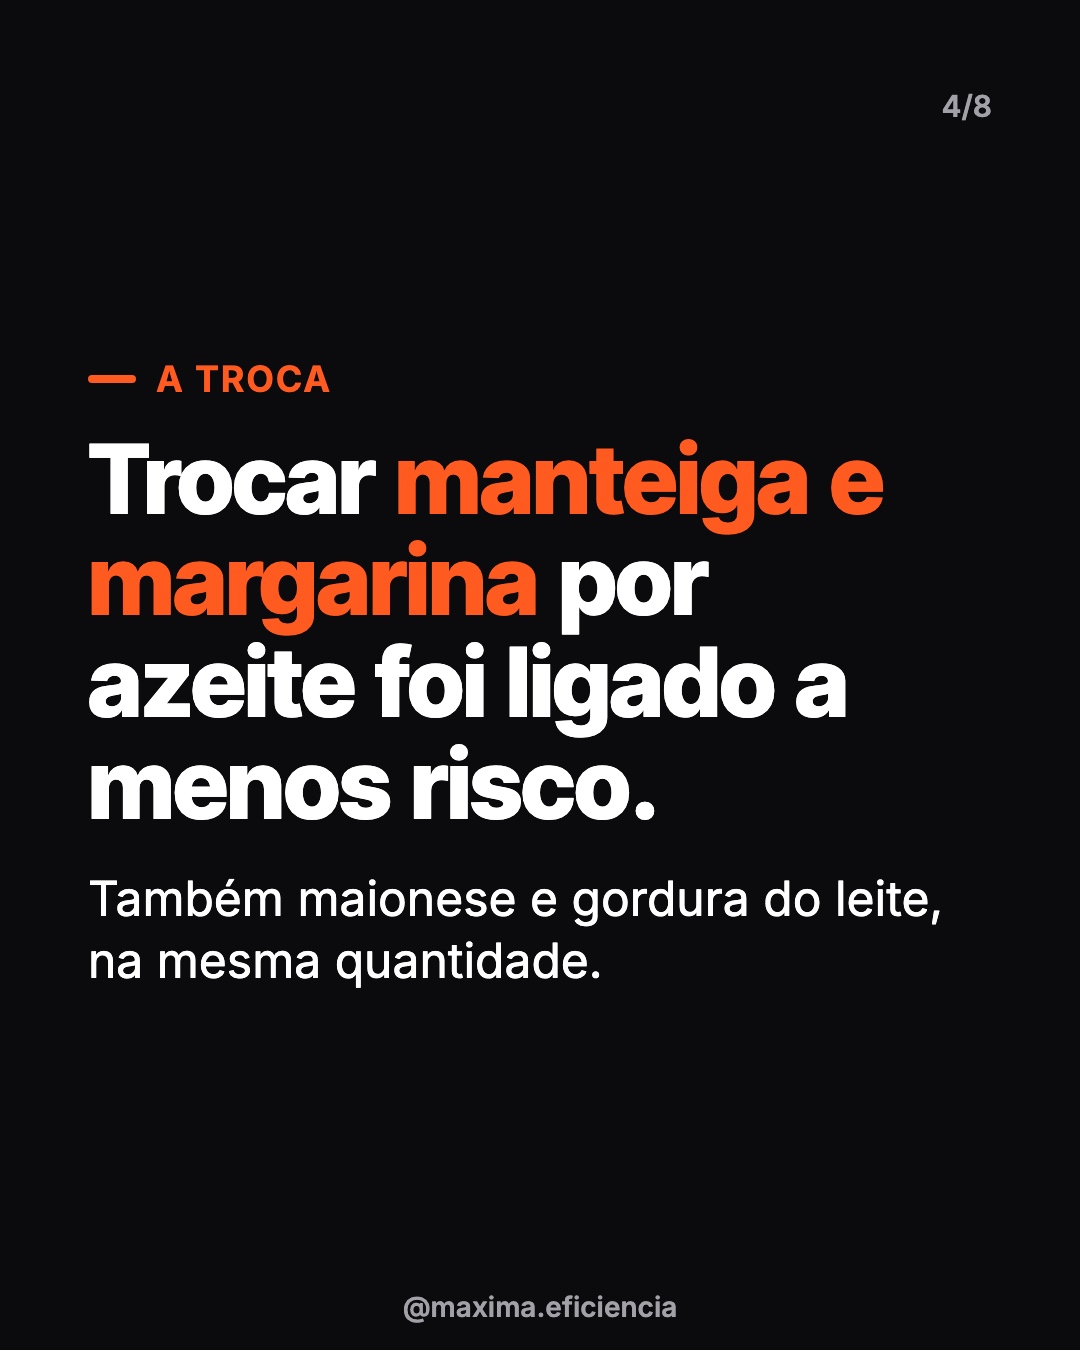 4/8
A TROCA
Trocar manteiga e
margarina por
azeite foi ligado a
menos risco.
Também maionese e gordura do leite,
na mesma quantidade.
@maxima.eficiencia